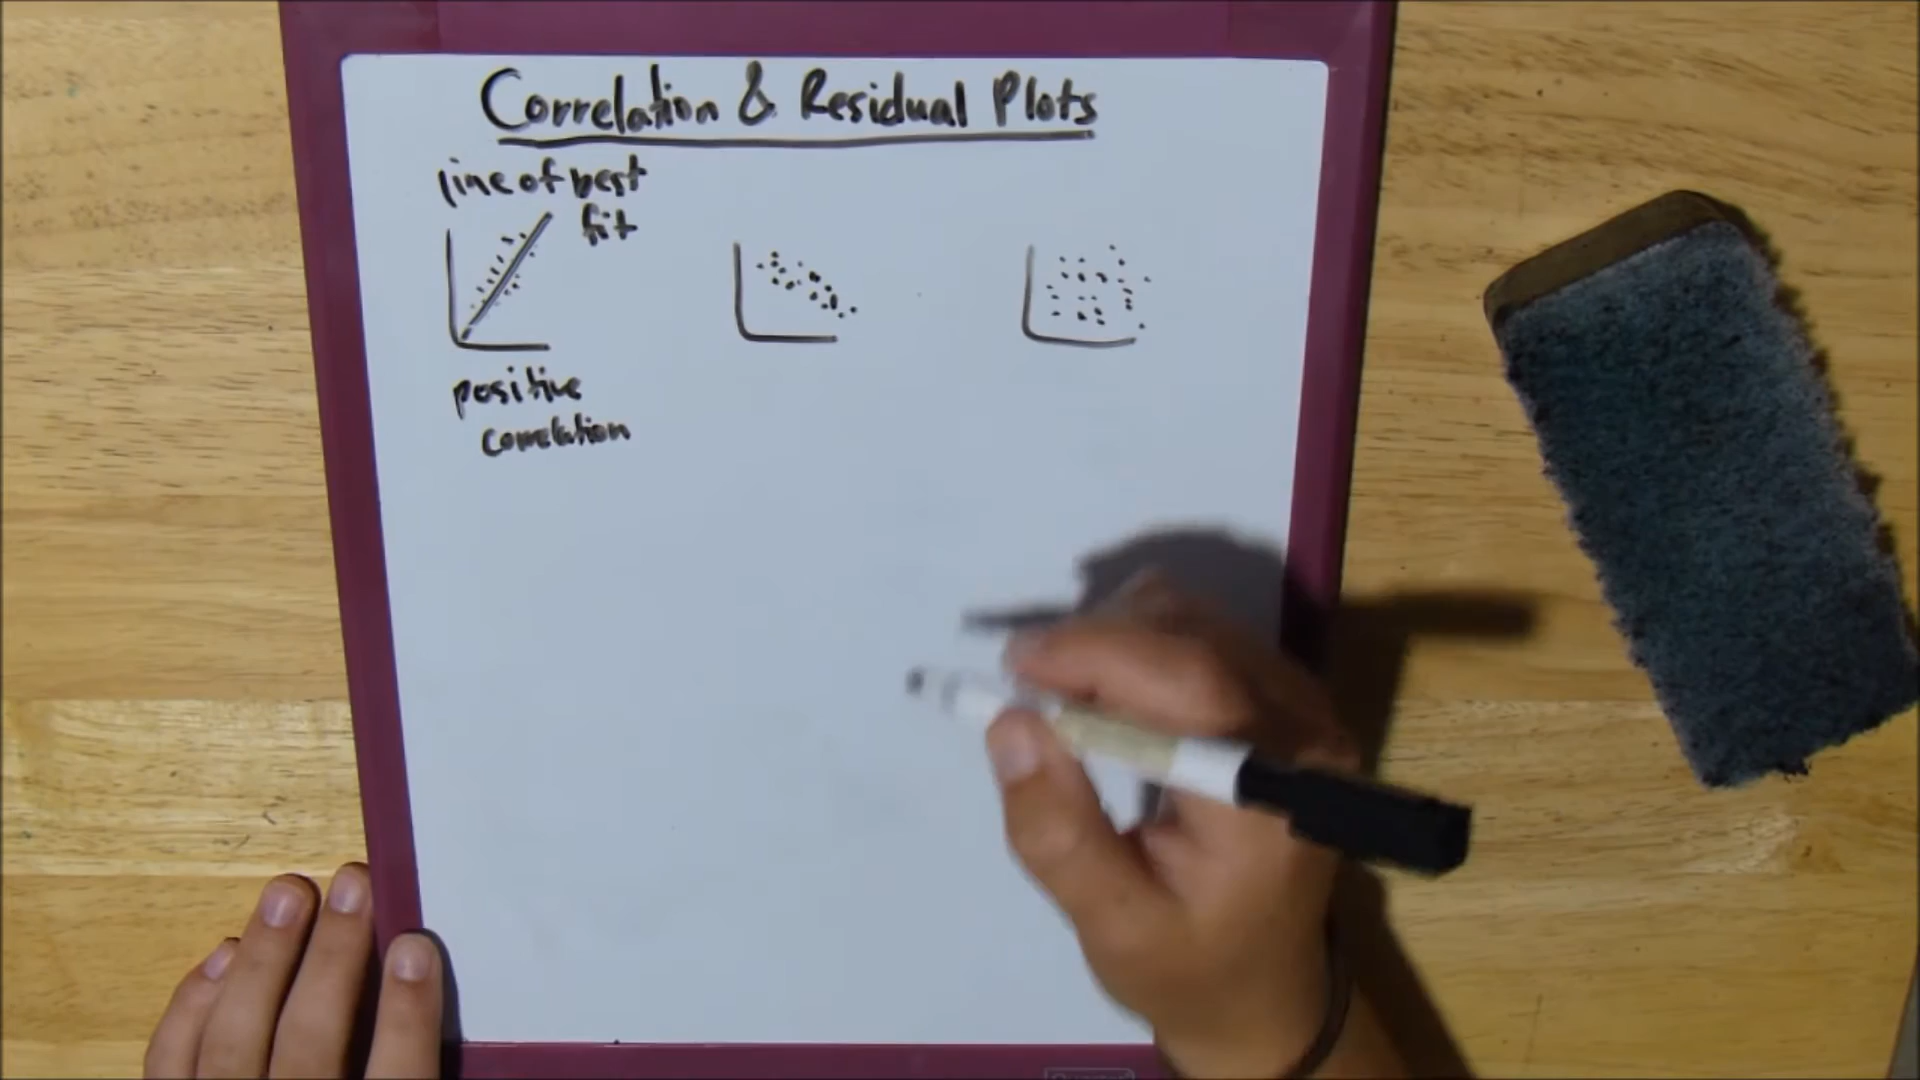 Correlation & Residual Plots
line of best
fit
positive
correlation